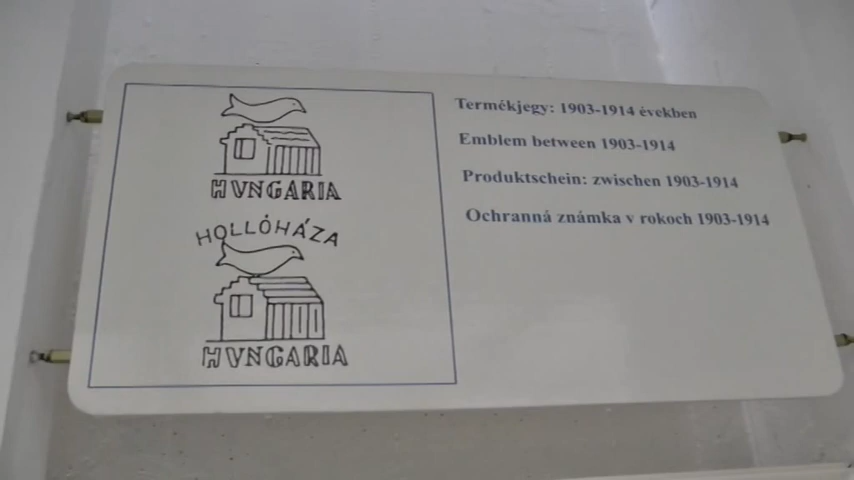 HVNGARIA
HOLLÓHÁZA
HVNGARIA
Termékjegy: 1903-1914 években
Emblem between 1903-1914
Produktschein: zwischen 1903-1914
Ochranná známka v rokoch 1903-1914